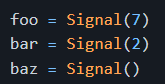 foo = Signal(7)
bar = Signal(2)
baz = Signal()